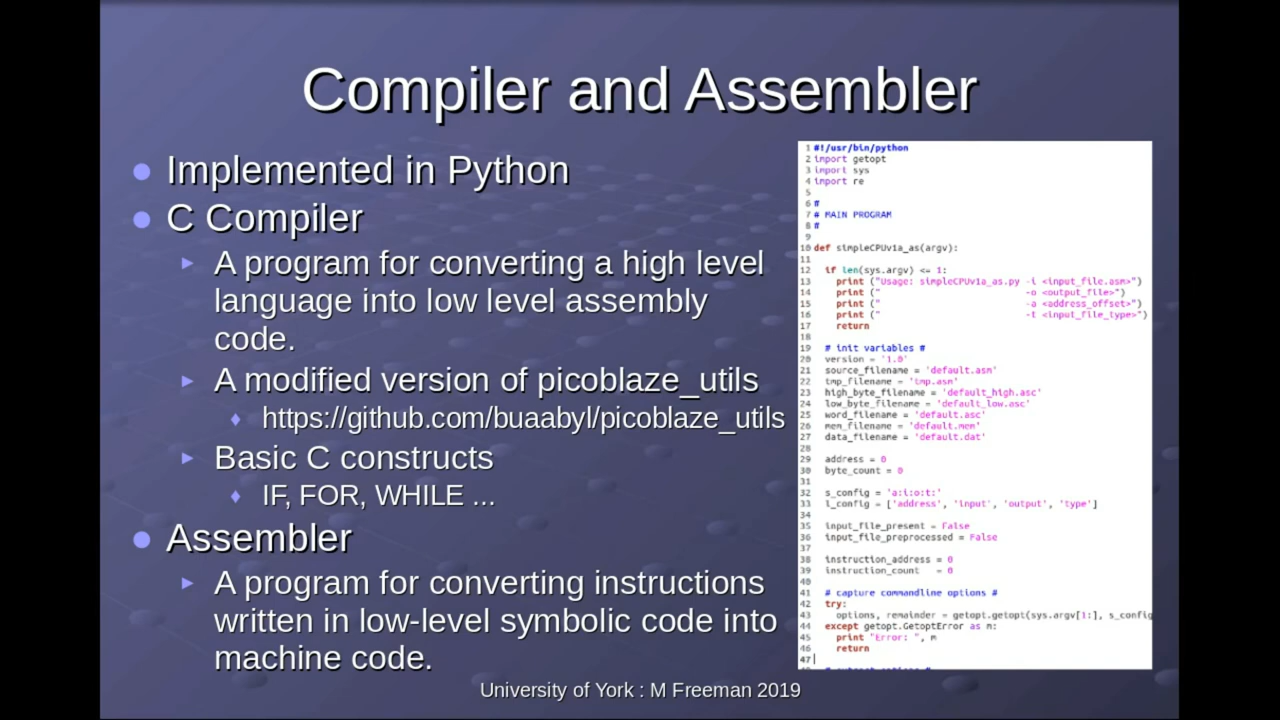 Compiler and Assembler
Implemented in Python
C Compiler
A program for converting a high level
language into low level assembly
code.
A modified version of picoblaze_utils
https://github.com/buaabyl/picoblaze_utils
Basic C constructs
IF, FOR, WHILE ...
Assembler
A program for converting instructions
written in low-level symbolic code into
machine code.
1 #!/usr/bin/python
2 import getopt
3 import sys
4 import re
5
6 #
7 # MAIN PROGRAM
8 #
9
10 def simpleCPUv1a_as(argv):
11
12 if len(sys.argv) <= 1:
13 print ("Usage: simpleCPUv1a_as.py -i <input_file.asm>")
14 print (" -o <output_file>")
15 print (" -a <address_offset>")
16 print (" -t <input_file_type>")
17 return
18
19 # init variables #
20 version = '1.0'
21 source_filename = 'default.asm'
22 tmp_filename = 'tmp.asm'
23 high_byte_filename = 'default_high.asc'
24 low_byte_filename = 'default_low.asc'
25 word_filename = 'default.asc'
26 mem_filename = 'default.mem'
27 data_filename = 'default.dat'
28
29 address = 0
30 byte_count = 0
31
32 s_config = 'a:i:o:t:'
33 l_config = ['address', 'input', 'output', 'type']
34
35 input_file_present = False
36 input_file_preprocessed = False
37
38 instruction_address = 0
39 instruction_count = 0
40
41 # capture commandline options #
42 try:
43 options, remainder = getopt.getopt(sys.argv[1:], s_config
44 except getopt.GetoptError as m:
45 print "Error: ", m
46 return
47
University of York : M Freeman 2019